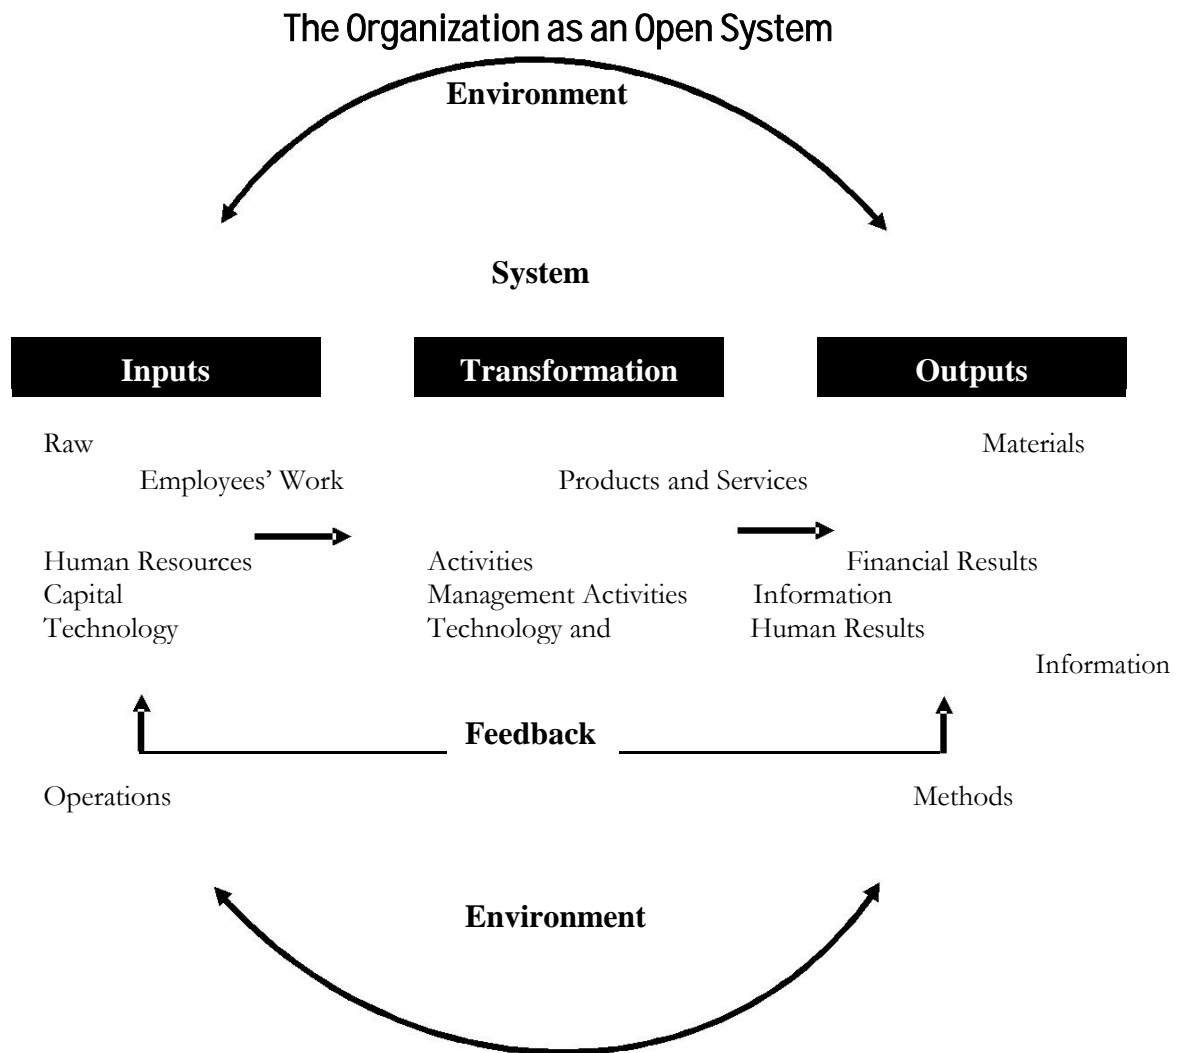 The Organization as an Open System
Environment
System
Inputs Transformation Outputs
Raw Materials
Employees’ Work Products and Services
Human Resources Activities Financial Results
Capital Management Activities Information
Technology Technology and Human Results
Information
Feedback
Operations Methods
Environment